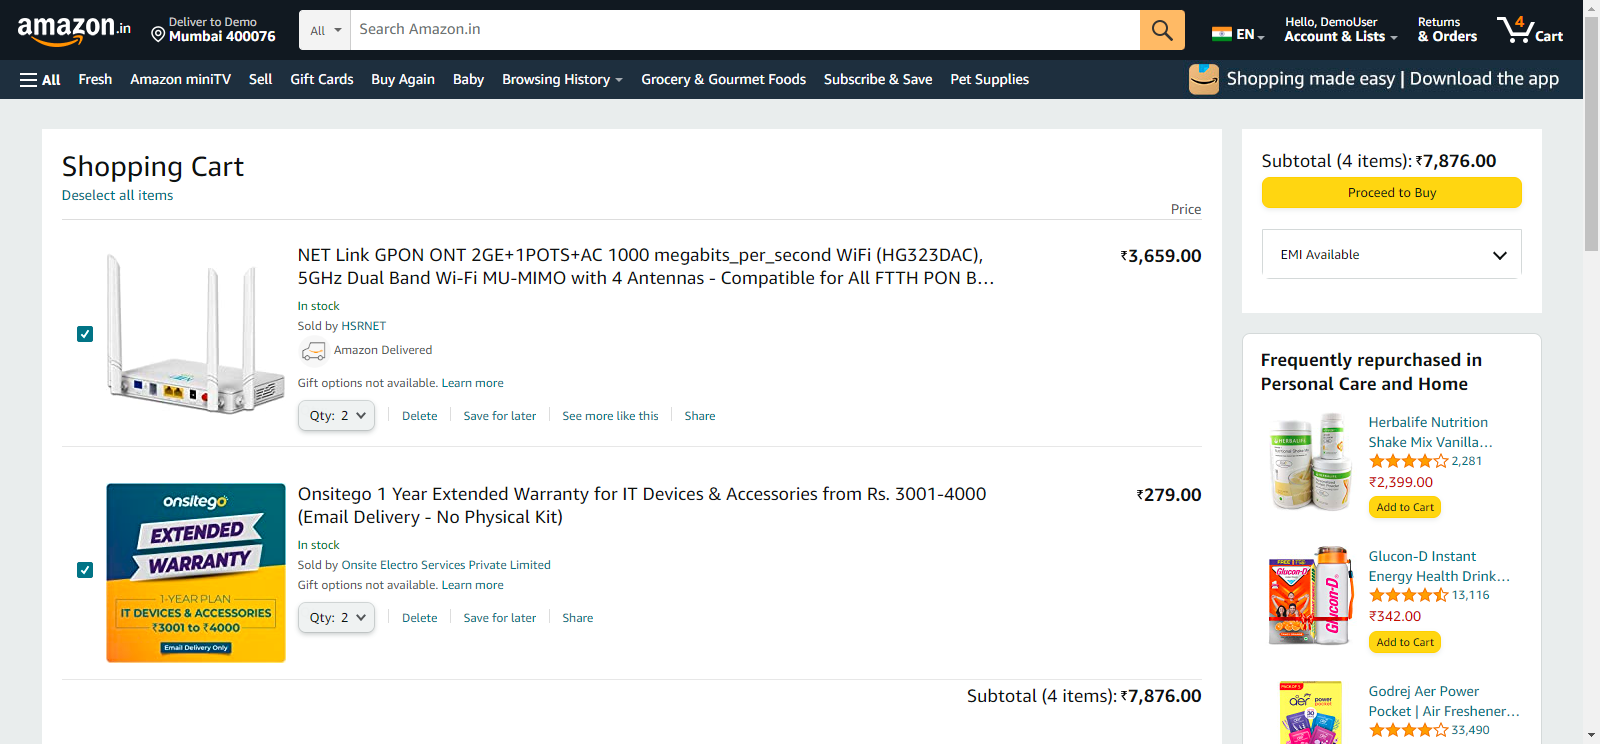 amazon.in
Deliver to Demo
Mumbai 400076
All
Search Amazon.in
EN
Hello, DemoUser
Account & Lists
Returns
& Orders
4
Cart
All
Fresh
Amazon miniTV
Sell
Gift Cards
Buy Again
Baby
Browsing History
Grocery & Gourmet Foods
Subscribe & Save
Pet Supplies
Shopping made easy | Download the app
Shopping Cart
Deselect all items
Price
NET Link GPON ONT 2GE+1POTS+AC 1000 megabits_per_second WiFi (HG323DAC),
5GHz Dual Band Wi-Fi MU-MIMO with 4 Antennas - Compatible for All FTTH PON B...
₹3,659.00
In stock
Sold by HSRNET
Amazon Delivered
Gift options not available. Learn more
Qty: 2
Delete
Save for later
See more like this
Share
onsitego
EXTENDED
WARRANTY
1-YEAR PLAN
IT DEVICES & ACCESSORIES
₹3001 to ₹4000
Email Delivery Only
Onsitego 1 Year Extended Warranty for IT Devices & Accessories from Rs. 3001-4000
(Email Delivery - No Physical Kit)
₹279.00
In stock
Sold by Onsite Electro Services Private Limited
Gift options not available. Learn more
Qty: 2
Delete
Save for later
Share
Subtotal (4 items): ₹7,876.00
Subtotal (4 items): ₹7,876.00
Proceed to Buy
EMI Available
Frequently repurchased in
Personal Care and Home
HERBALIFE
Herbalife Nutrition
Shake Mix Vanilla...
2,281
₹2,399.00
Add to Cart
Glucon-D
Glucon-D
Glucon-D Instant
Energy Health Drink...
13,116
₹342.00
Add to Cart
aer
power
pocket
Godrej Aer Power
Pocket | Air Freshener...
33,490